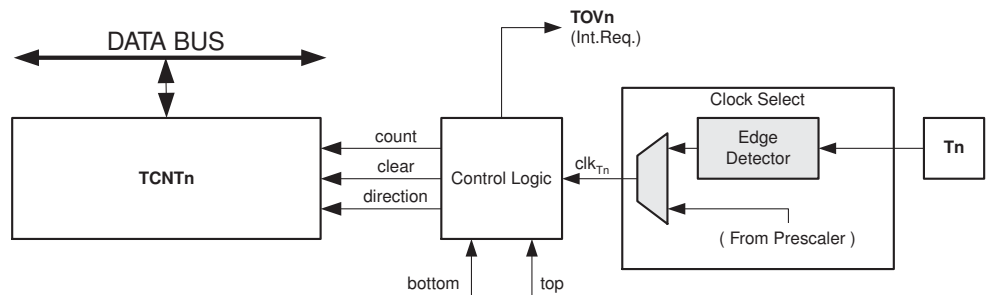 TOVn
(Int.Req.)
DATA BUS
Clock Select
TCNTn
count
clear
direction
Control Logic
clkTn
Edge
Detector
Tn
( From Prescaler )
bottom
top